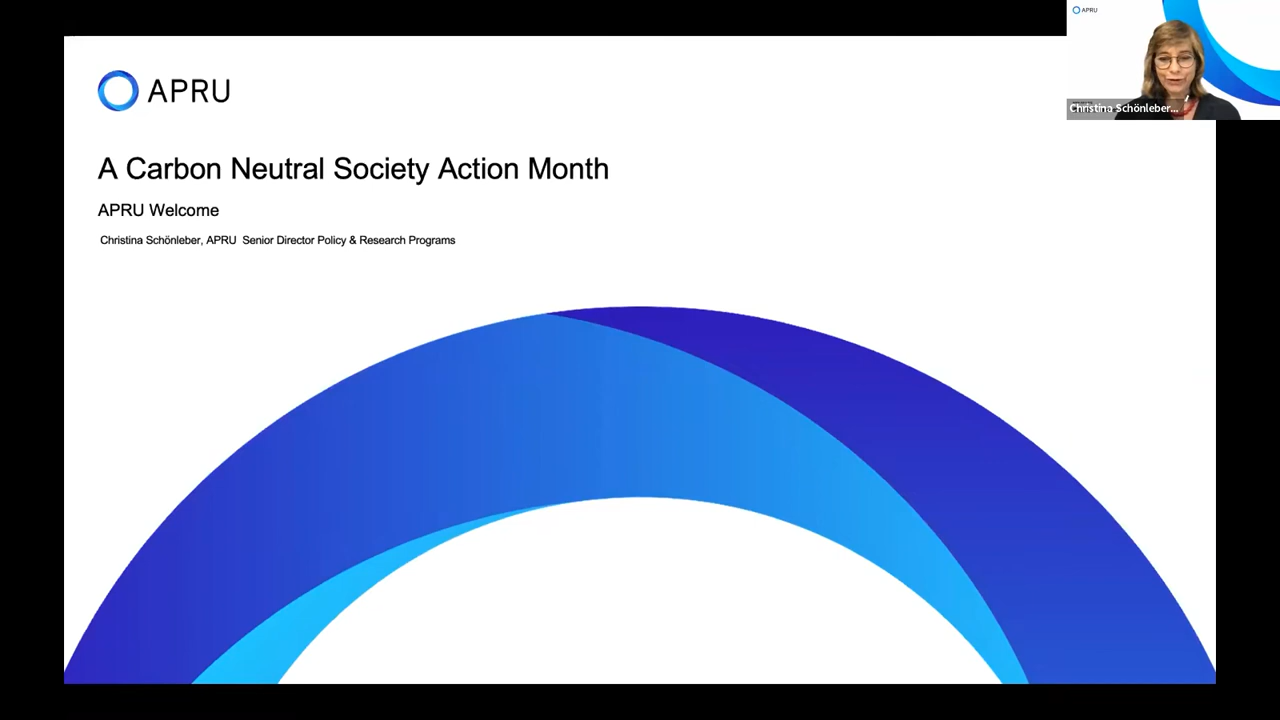 APRU
A Carbon Neutral Society Action Month
APRU Welcome
Christina Schönleber, APRU Senior Director Policy & Research Programs
APRU
Christina Schönleber...